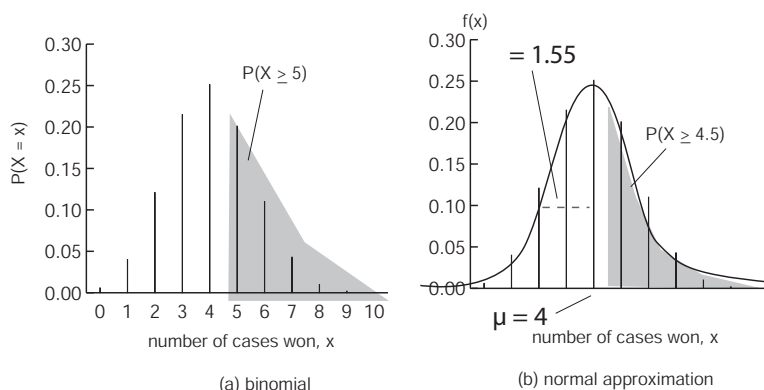 0.30
0.25
0.20
0.15
0.10
0.05
0.00
P(X = x)
P(X ≥ 5)
0 1 2 3 4 5 6 7 8 9 10
number of cases won, x
(a) binomial
f(x)
0.30
0.25
0.20
0.15
0.10
0.05
0.00
= 1.55
P(X ≥ 4.5)
μ = 4
number of cases won, x
(b) normal approximation